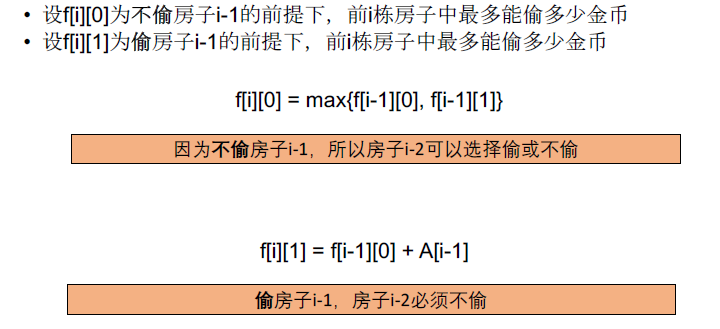 • 设f[i][0]为不偷房子i-1的前提下，前i栋房子中最多能偷多少金币
• 设f[i][1]为偷房子i-1的前提下，前i栋房子中最多能偷多少金币
f[i][0] = max{f[i-1][0], f[i-1][1]}
因为不偷房子i-1，所以房子i-2可以选择偷或不偷
f[i][1] = f[i-1][0] + A[i-1]
偷房子i-1，房子i-2必须不偷